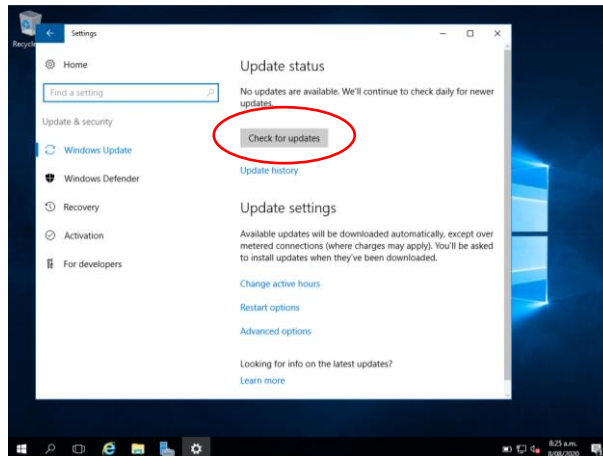 Recycle
Settings
Home
Find a setting
Update & security
Windows Update
Windows Defender
Recovery
Activation
For developers
Update status
No updates are available. We'll continue to check daily for newer
updates.
Check for updates
Update history
Update settings
Available updates will be downloaded automatically, except over
metered connections (where charges may apply). You'll be asked
to install updates when they've been downloaded.
Change active hours
Restart options
Advanced options
Looking for info on the latest updates?
Learn more
8:25 a.m.
8/08/2020